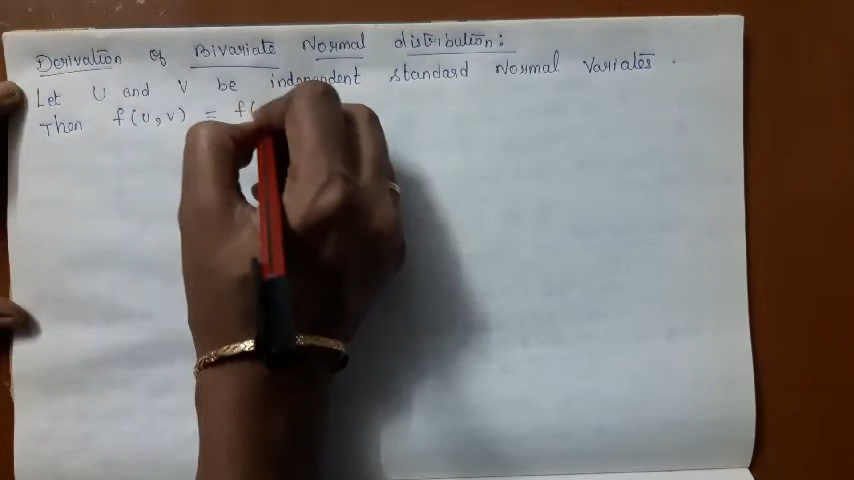 Derivation of Bivariate Normal distribution:
Let U and V be independent standard Normal Variates.
Then f(u,v) = f(